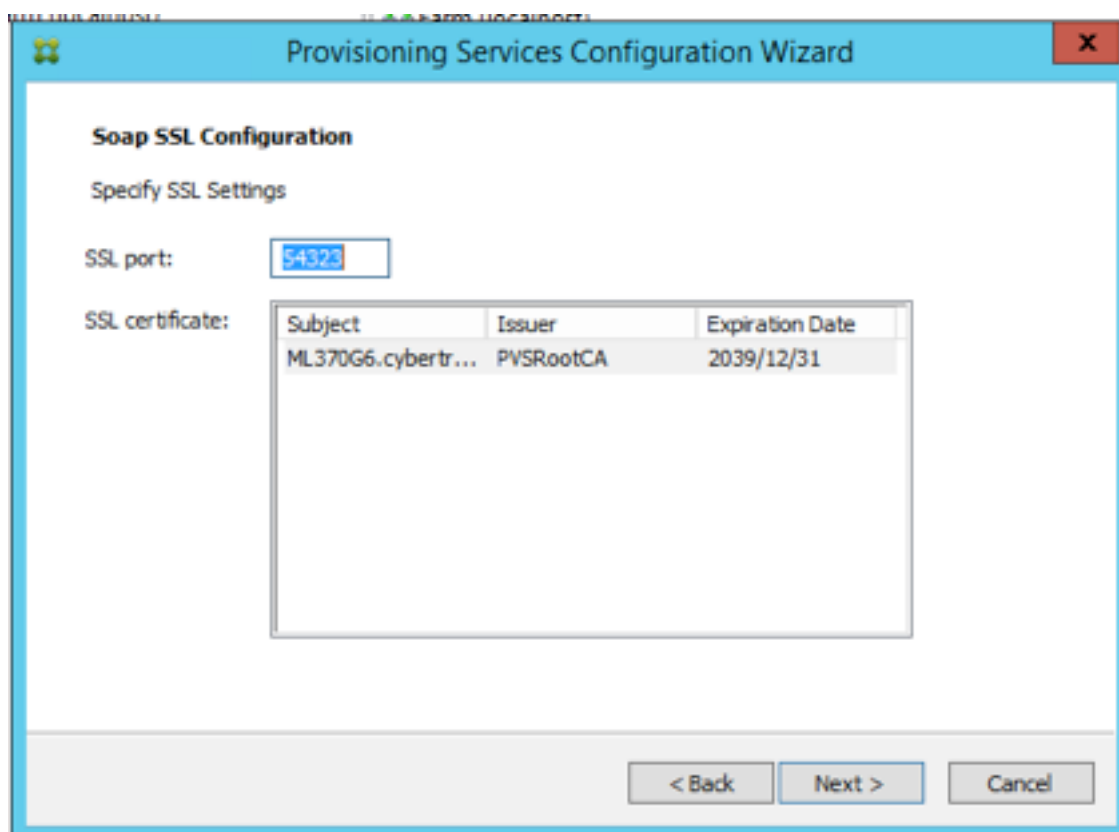 Provisioning Services Configuration Wizard
x
Soap SSL Configuration
Specify SSL Settings
SSL port: 54323
SSL certificate:
Subject Issuer Expiration Date
ML370G6.cybertr... PVSRootCA 2039/12/31
< Back Next > Cancel